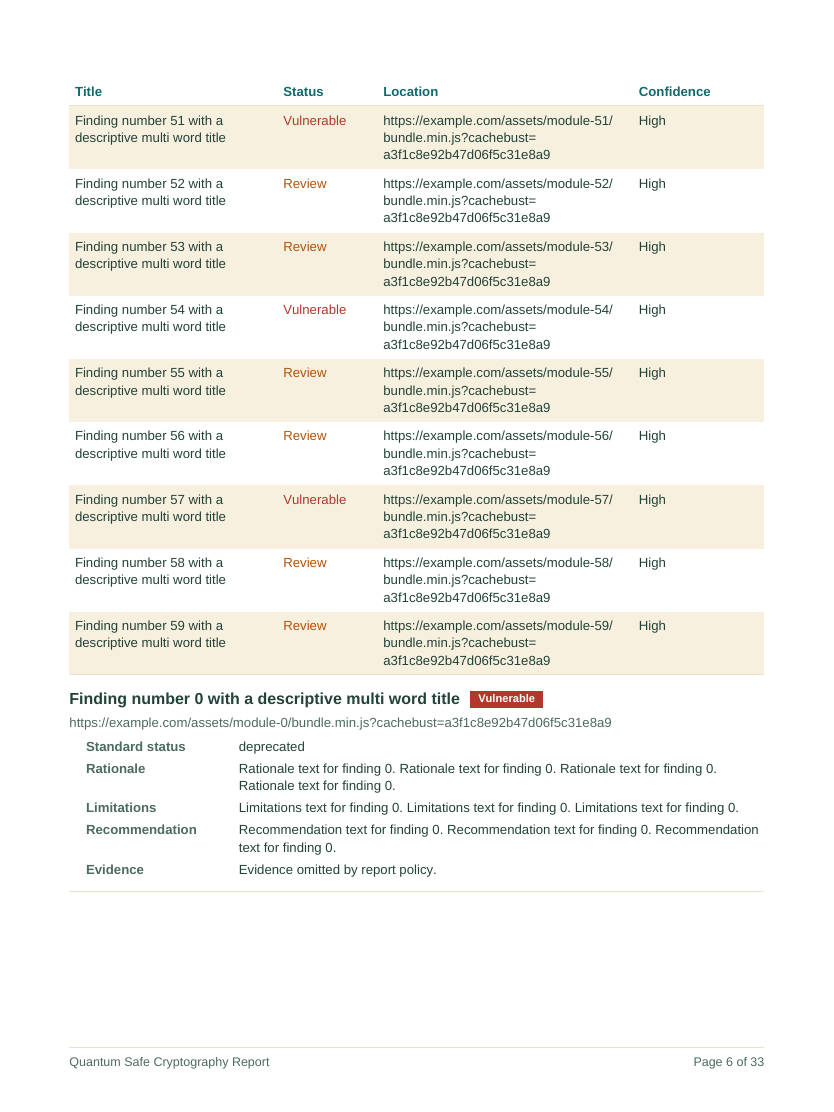 Title Status Location Confidence
Finding number 51 with a Vulnerable https://example.com/assets/module-51/ High
descriptive multi word title bundle.min.js?cachebust=
a3f1c8e92b47d06f5c31e8a9
Finding number 52 with a Review https://example.com/assets/module-52/ High
descriptive multi word title bundle.min.js?cachebust=
a3f1c8e92b47d06f5c31e8a9
Finding number 53 with a Review https://example.com/assets/module-53/ High
descriptive multi word title bundle.min.js?cachebust=
a3f1c8e92b47d06f5c31e8a9
Finding number 54 with a Vulnerable https://example.com/assets/module-54/ High
descriptive multi word title bundle.min.js?cachebust=
a3f1c8e92b47d06f5c31e8a9
Finding number 55 with a Review https://example.com/assets/module-55/ High
descriptive multi word title bundle.min.js?cachebust=
a3f1c8e92b47d06f5c31e8a9
Finding number 56 with a Review https://example.com/assets/module-56/ High
descriptive multi word title bundle.min.js?cachebust=
a3f1c8e92b47d06f5c31e8a9
Finding number 57 with a Vulnerable https://example.com/assets/module-57/ High
descriptive multi word title bundle.min.js?cachebust=
a3f1c8e92b47d06f5c31e8a9
Finding number 58 with a Review https://example.com/assets/module-58/ High
descriptive multi word title bundle.min.js?cachebust=
a3f1c8e92b47d06f5c31e8a9
Finding number 59 with a Review https://example.com/assets/module-59/ High
descriptive multi word title bundle.min.js?cachebust=
a3f1c8e92b47d06f5c31e8a9
Finding number 0 with a descriptive multi word title Vulnerable
https://example.com/assets/module-0/bundle.min.js?cachebust=a3f1c8e92b47d06f5c31e8a9
Standard status deprecated
Rationale Rationale text for finding 0. Rationale text for finding 0. Rationale text for finding 0.
Rationale text for finding 0.
Limitations Limitations text for finding 0. Limitations text for finding 0. Limitations text for finding 0.
Recommendation Recommendation text for finding 0. Recommendation text for finding 0. Recommendation
text for finding 0.
Evidence Evidence omitted by report policy.
Quantum Safe Cryptography Report Page 6 of 33